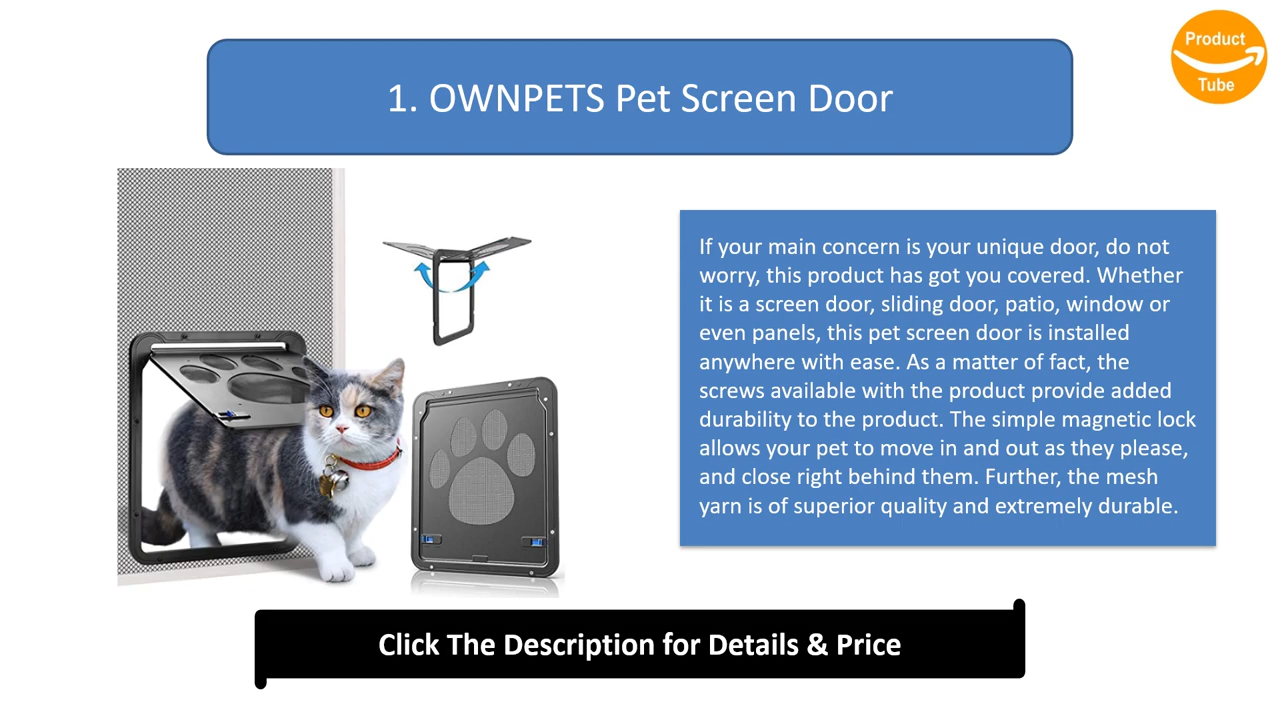 Product
Tube
1. OWNPETS Pet Screen Door
If your main concern is your unique door, do not
worry, this product has got you covered. Whether
it is a screen door, sliding door, patio, window or
even panels, this pet screen door is installed
anywhere with ease. As a matter of fact, the
screws available with the product provide added
durability to the product. The simple magnetic lock
allows your pet to move in and out as they please,
and close right behind them. Further, the mesh
yarn is of superior quality and extremely durable.
Click The Description for Details & Price